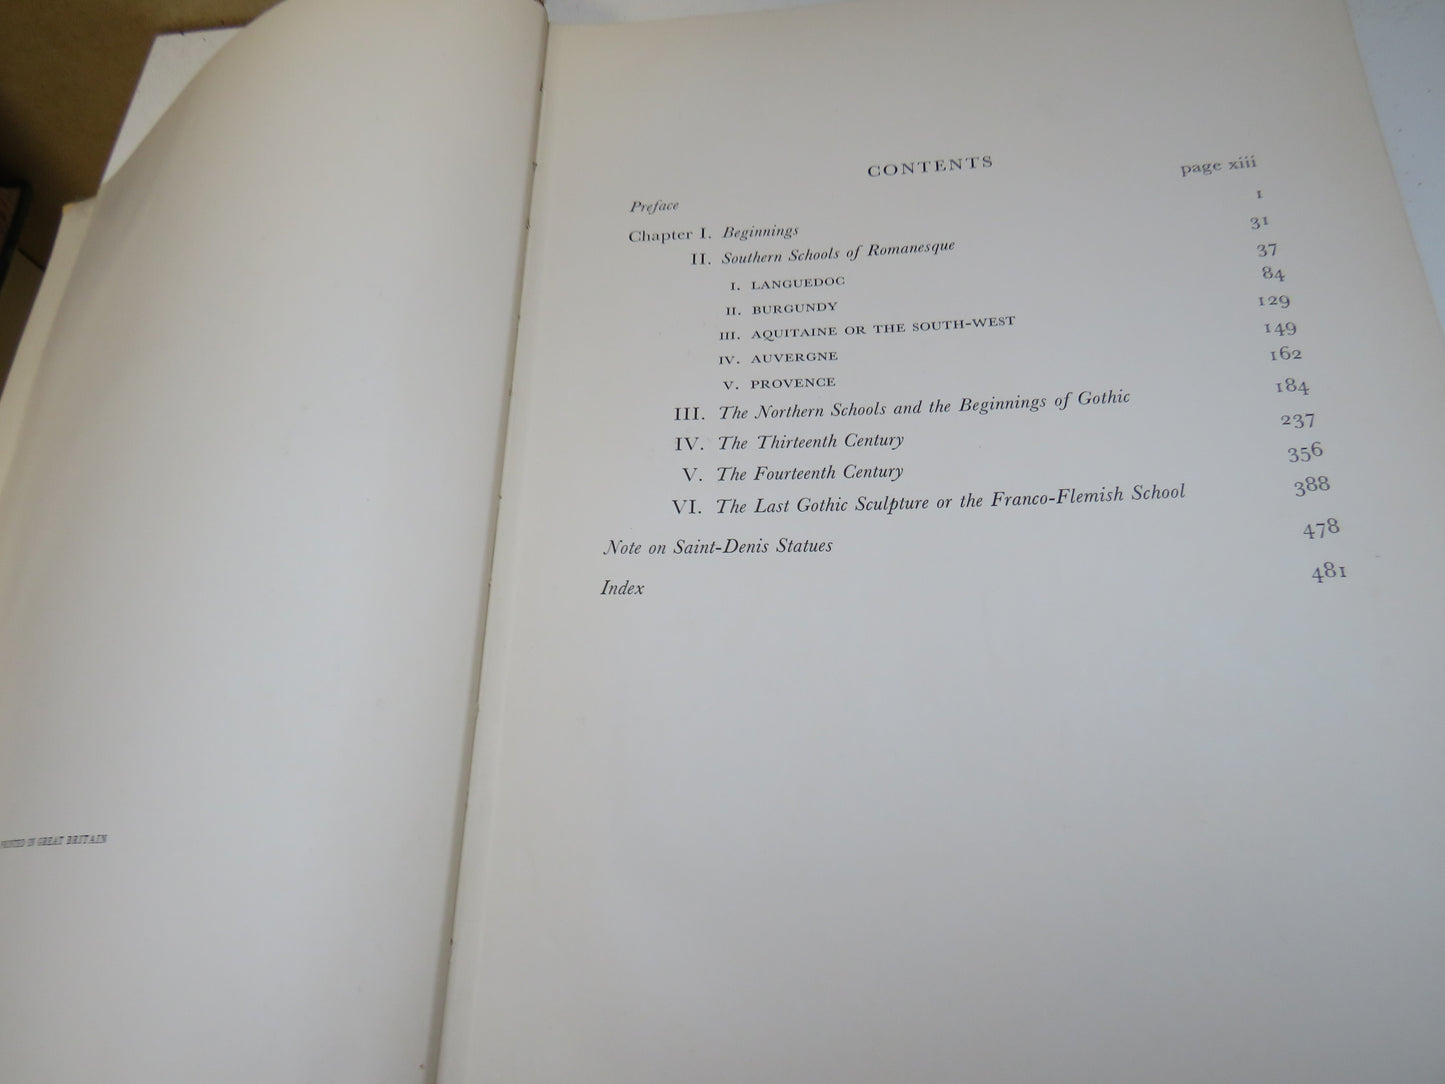 PRINTED IN GREAT BRITAIN
CONTENTS
Preface page xiii
Chapter I. Beginnings 1
II. Southern Schools of Romanesque 31
I. LANGUEDOC 37
II. BURGUNDY 84
III. AQUITAINE OR THE SOUTH-WEST 129
IV. AUVERGNE 149
V. PROVENCE 162
III. The Northern Schools and the Beginnings of Gothic 184
IV. The Thirteenth Century 237
V. The Fourteenth Century 356
VI. The Last Gothic Sculpture or the Franco-Flemish School 388
Note on Saint-Denis Statues 478
Index 481